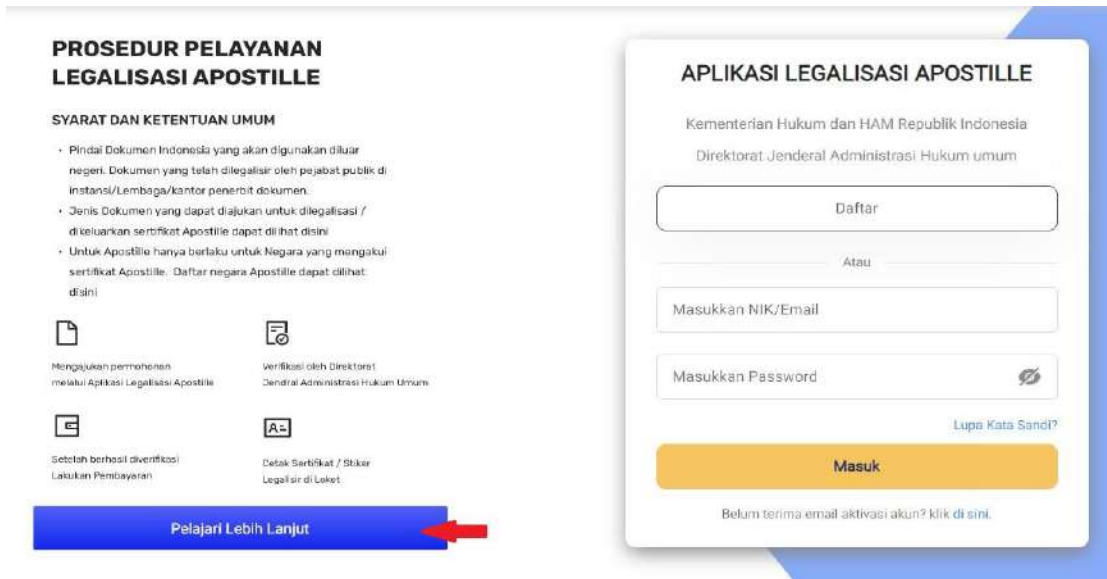 PROSEDUR PELAYANAN
LEGALISASI APOSTILLE
SYARAT DAN KETENTUAN UMUM
• Pindai Dokumen Indonesia yang akan digunakan diluar
negeri. Dokumen yang telah dilegalisir oleh pejabat publik di
instansi/Lembaga/kantor penerbit dokumen.
• Jenis Dokumen yang dapat diajukan untuk dilegalisasi /
dikeluarkan sertifikat Apostille dapat dilihat disini
• Untuk Apostille hanya berlaku untuk Negara yang mengakui
sertifikat Apostille. Daftar negara Apostille dapat dilihat
disini
Mengajukan permohonan
melalui Aplikasi Legalisasi Apostille
Verifikasi oleh Direktorat
Jendral Administrasi Hukum Umum
Setelah berhasil diverifikasi
Lakukan Pembayaran
Cetak Sertifikat / Stiker
Legalisir di Loket
Pelajari Lebih Lanjut
APLIKASI LEGALISASI APOSTILLE
Kementerian Hukum dan HAM Republik Indonesia
Direktorat Jenderal Administrasi Hukum umum
Daftar
Atau
Masukkan NIK/Email
Masukkan Password
Lupa Kata Sandi?
Masuk
Belum terima email aktivasi akun? klik di sini.